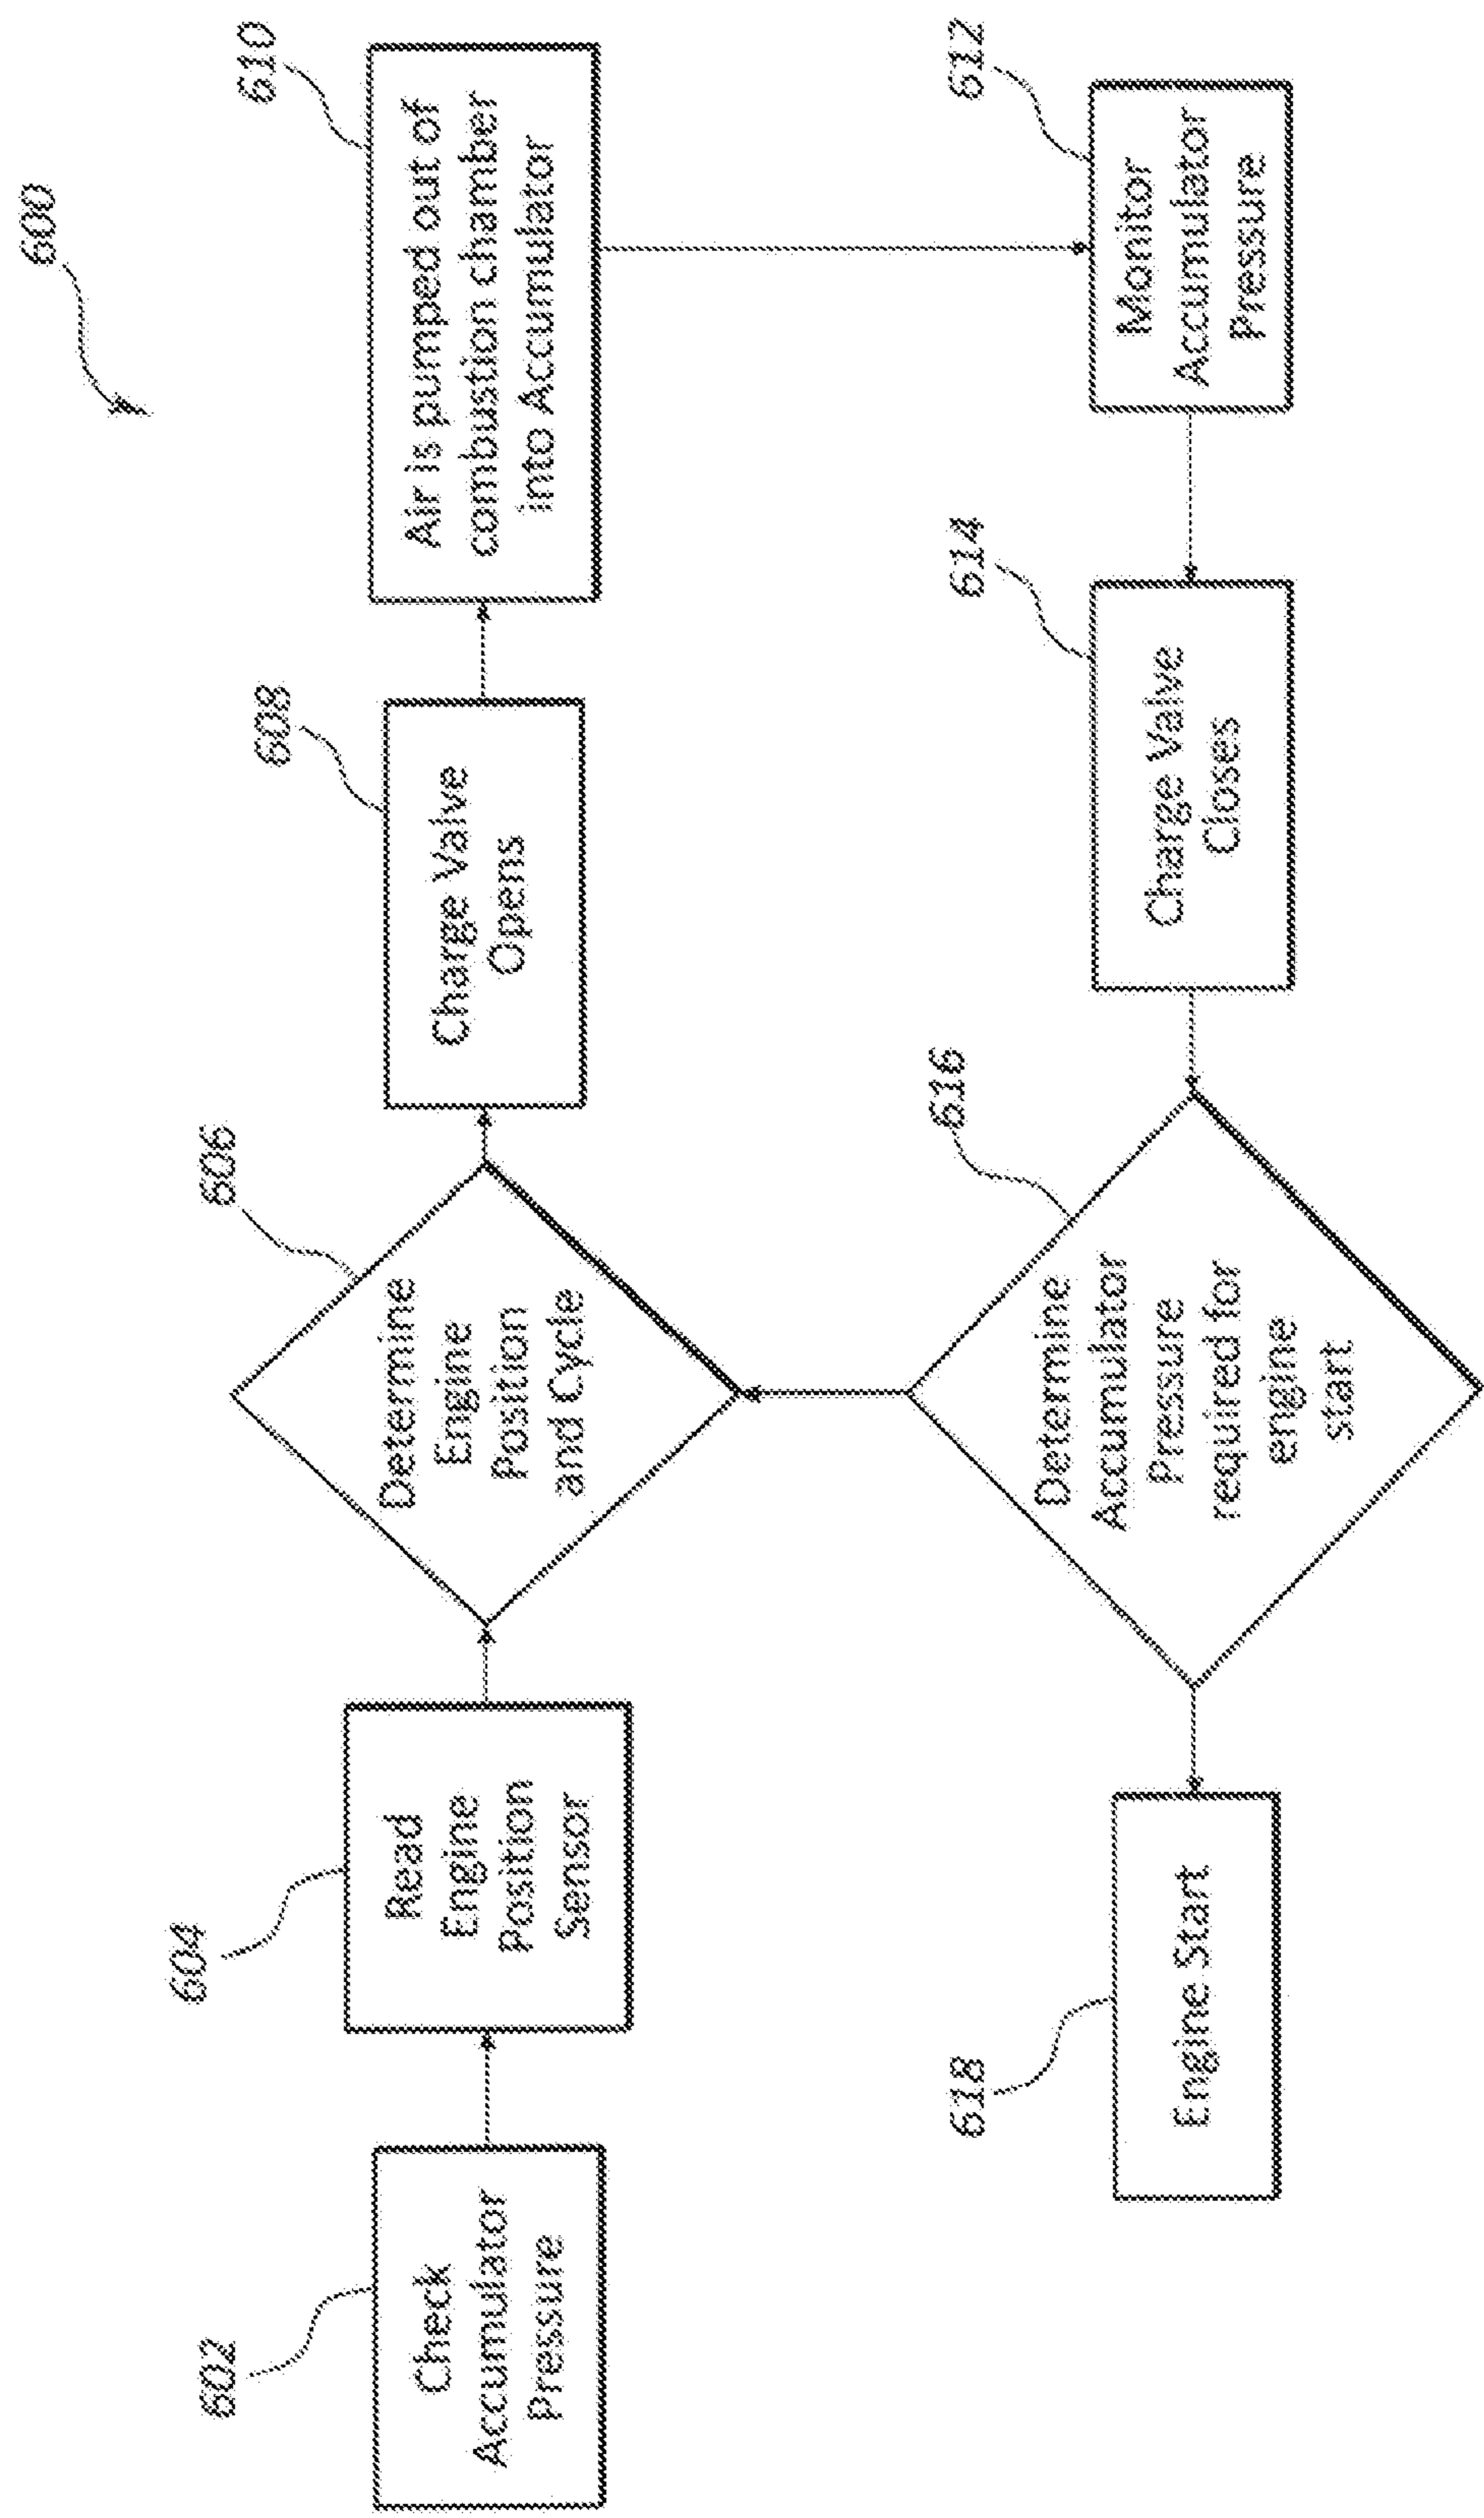 600
602
Check
Accumulator
Pressure
604
Read
Engine
Position
Sensor
606
Determine
Engine
Position
and Cycle
608
Charge Valve
Opens
610
Air is pumped out of
combustion chamber
into Accumulator
612
Monitor
Accumulator
Pressure
614
Charge Valve
Closes
616
Determine
Accumulator
Pressure
required for
engine
start
618
Engine Start